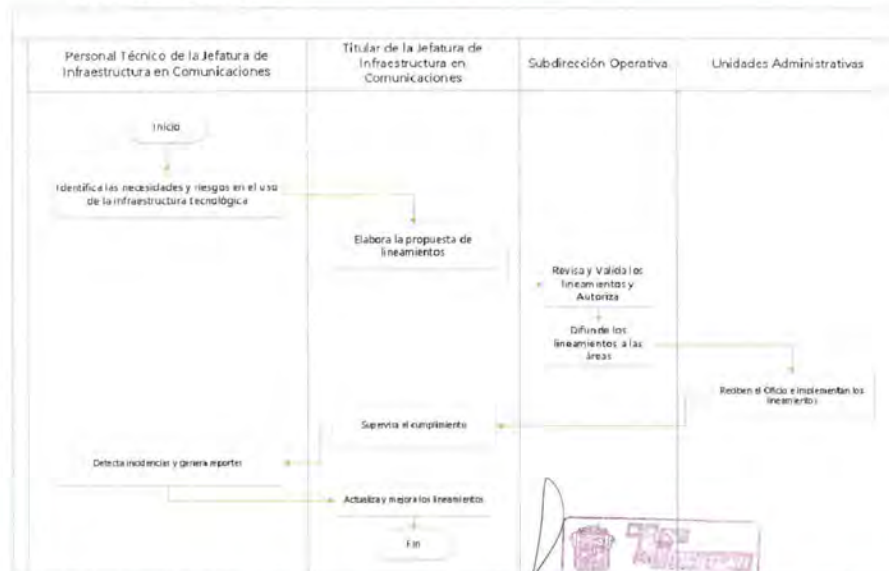 Personal Técnico de la Jefatura de
Infraestructura en Comunicaciones
Titular de la Jefatura de
Infraestructura en
Comunicaciones
Subdirección Operativa
Unidades Administrativas
Inicio
Identifica las necesidades y riesgos en el uso
de la infraestructura tecnológica
Elabora la propuesta de
lineamientos
Revisa y Valida los
lineamientos y
Autoriza
Difunde los
lineamientos a las
áreas
Reciben el Oficio e implementan los
lineamientos
Supervisa el cumplimiento
Detecta incidencias y genera reportes
Actualiza y mejora los lineamientos
Fin